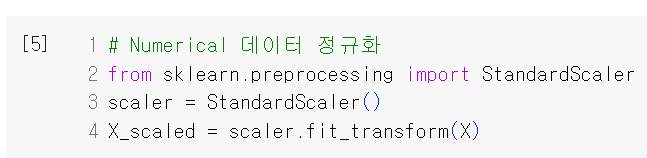 [5] 1 # Numerical 데이터 정규화
2 from sklearn.preprocessing import StandardScaler
3 scaler = StandardScaler()
4 X_scaled = scaler.fit_transform(X)